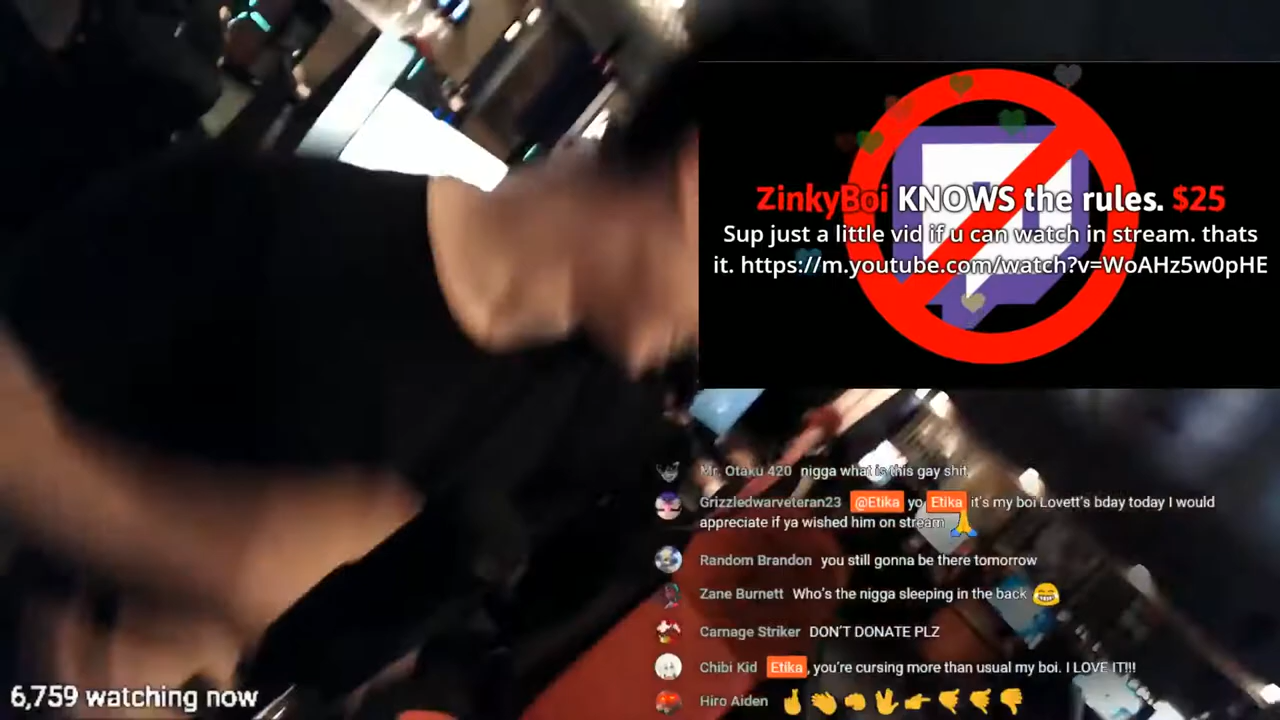 ZinkyBoi KNOWS the rules. $25
Sup just a little vid if u can watch in stream. thats
it. https://m.youtube.com/watch?v=WoAHz5w0pHE
Mr. Otaku 420 nigga what is this gay shit
Grizzledwarveteran23 @Etika yo Etika it's my boi Lovett's bday today I would
appreciate if ya wished him on stream 🙏
Random Brandon you still gonna be there tomorrow
Zane Burnett Who's the nigga sleeping in the back 😂
Carnage Striker DON'T DONATE PLZ
Chibi Kid Etika, you're cursing more than usual my boi. I LOVE IT!!!
Hiro Aiden 🤞👏👊🖖👉🤙🤙🤙👎
6,759 watching now